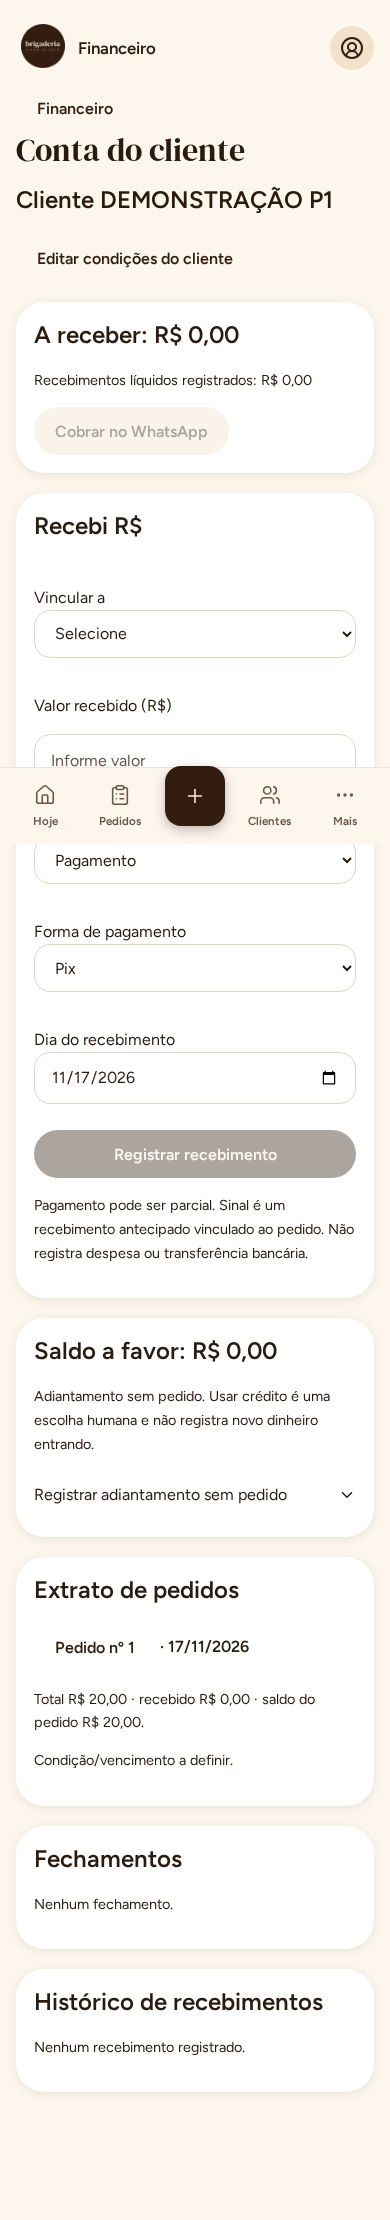 brigaderia
Financeiro
Financeiro
Conta do cliente
Cliente DEMONSTRAÇÃO P1
Editar condições do cliente
A receber: R$ 0,00
Recebimentos líquidos registrados: R$ 0,00
Cobrar no WhatsApp
Recebi R$
Vincular a
Selecione
Valor recebido (R$)
Informe valor
Hoje
Pedidos
+
Clientes
Mais
Pagamento
Forma de pagamento
Pix
Dia do recebimento
11/17/2026
Registrar recebimento
Pagamento pode ser parcial. Sinal é um
recebimento antecipado vinculado ao pedido. Não
registra despesa ou transferência bancária.
Saldo a favor: R$ 0,00
Adiantamento sem pedido. Usar crédito é uma
escolha humana e não registra novo dinheiro
entrando.
Registrar adiantamento sem pedido
Extrato de pedidos
Pedido nº 1 · 17/11/2026
Total R$ 20,00 · recebido R$ 0,00 · saldo do
pedido R$ 20,00.
Condição/vencimento a definir.
Fechamentos
Nenhum fechamento.
Histórico de recebimentos
Nenhum recebimento registrado.